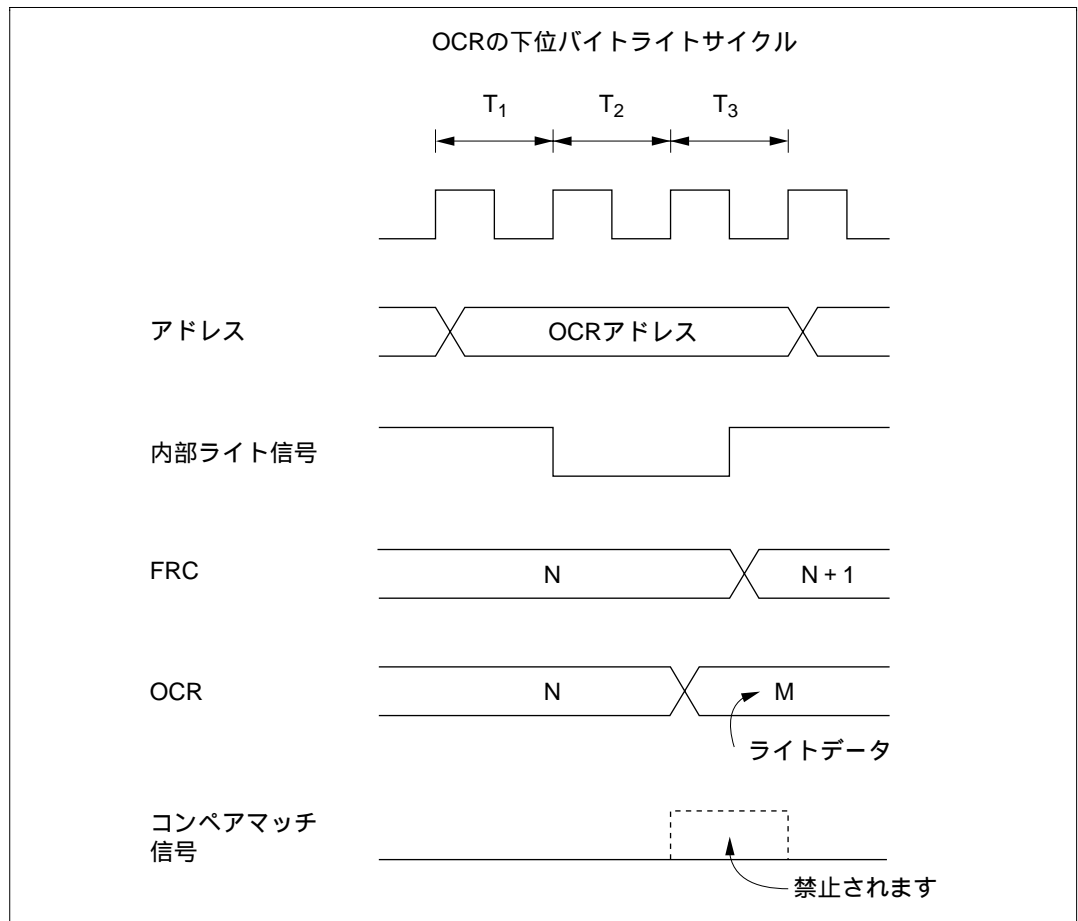 OCRの下位バイトライトサイクル
T1 T2 T3
アドレス
OCRアドレス
内部ライト信号
FRC
N
N + 1
OCR
N
M
ライトデータ
コンペアマッチ
信号
禁止されます